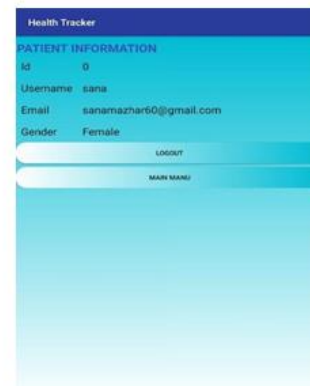 Health Tracker
PATIENT INFORMATION
Id 0
Username sana
Email sanamazhar60@gmail.com
Gender Female
LOGOUT
MAIN MANU